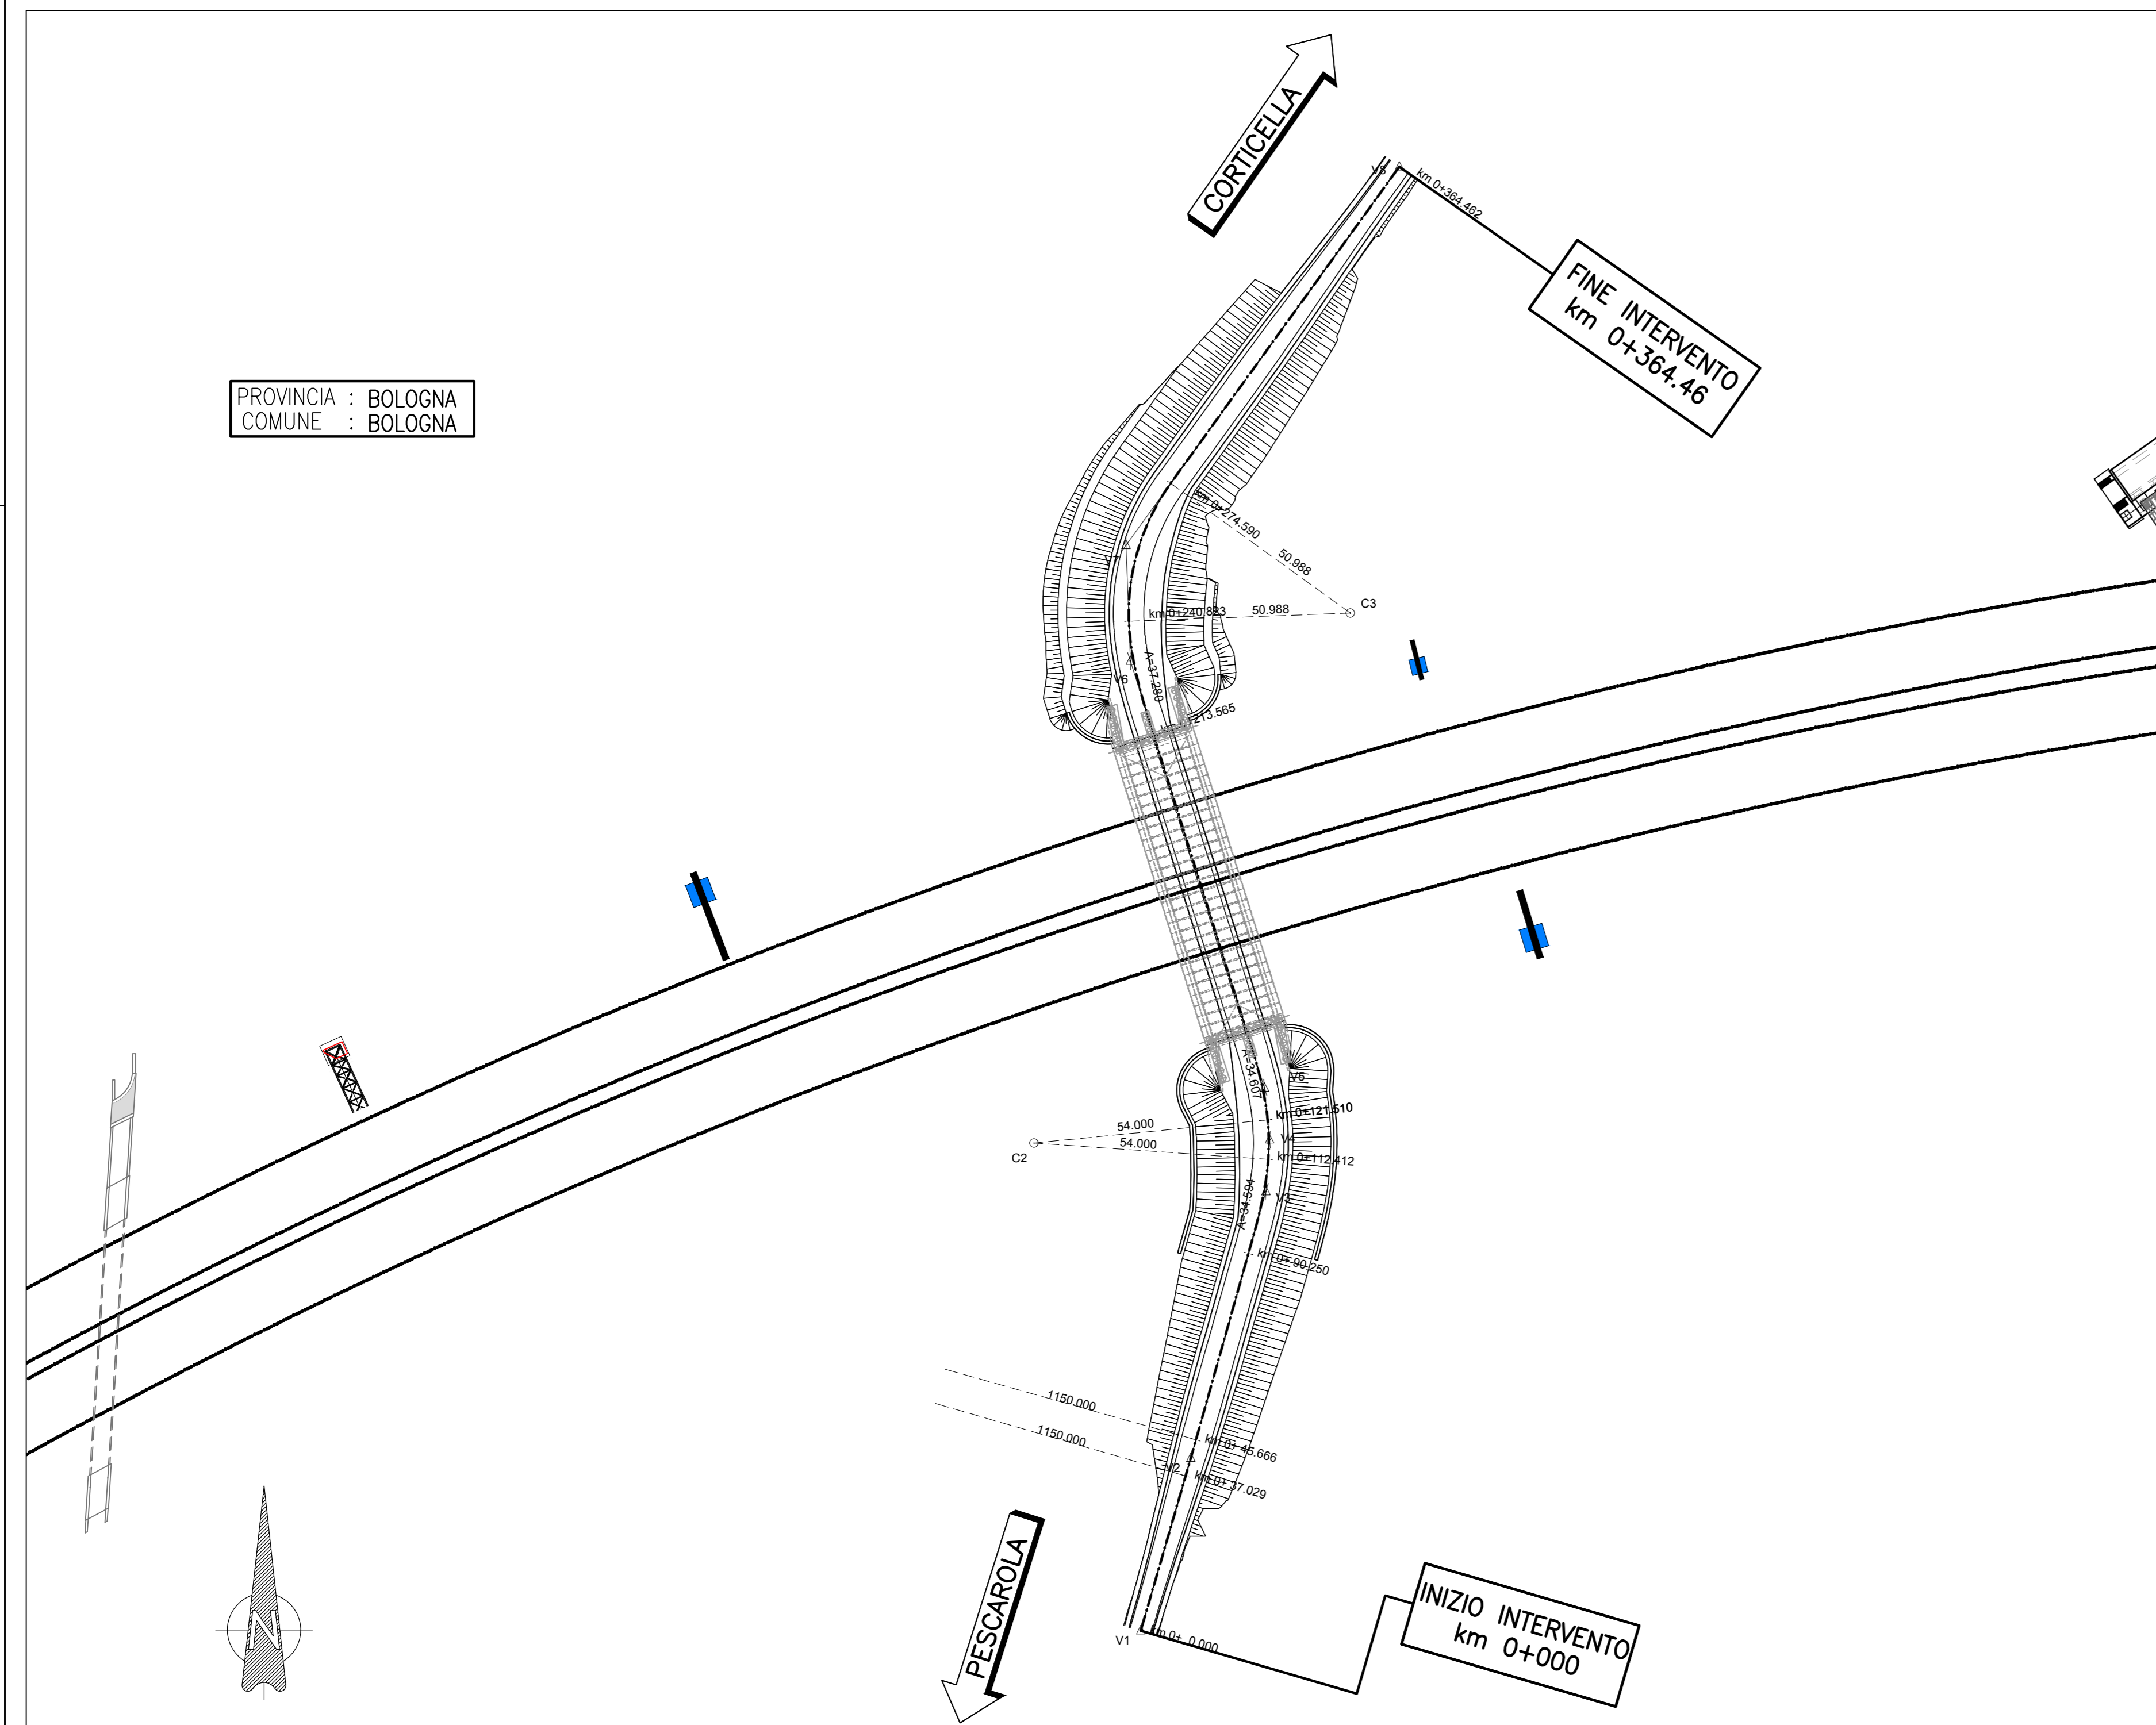 CORTICELLA
V8
km 0+364.462
FINE INTERVENTO
km 0+364.46
PROVINCIA : BOLOGNA
COMUNE : BOLOGNA
km 0+274.590
50.988
V7
C3
km 0+240.823
50.988
V6
A=37.280
213.565
A=34.607
V5
km 0+121.510
54.000
V4
54.000
C2
km 0+112.412
A=34.594
V3
km 0+ 90.250
1150.000
1150.000
km 0+ 45.666
V2
km 0+ 37.029
PESCAROLA
INIZIO INTERVENTO
km 0+000
V1
km 0+ 0.000
N